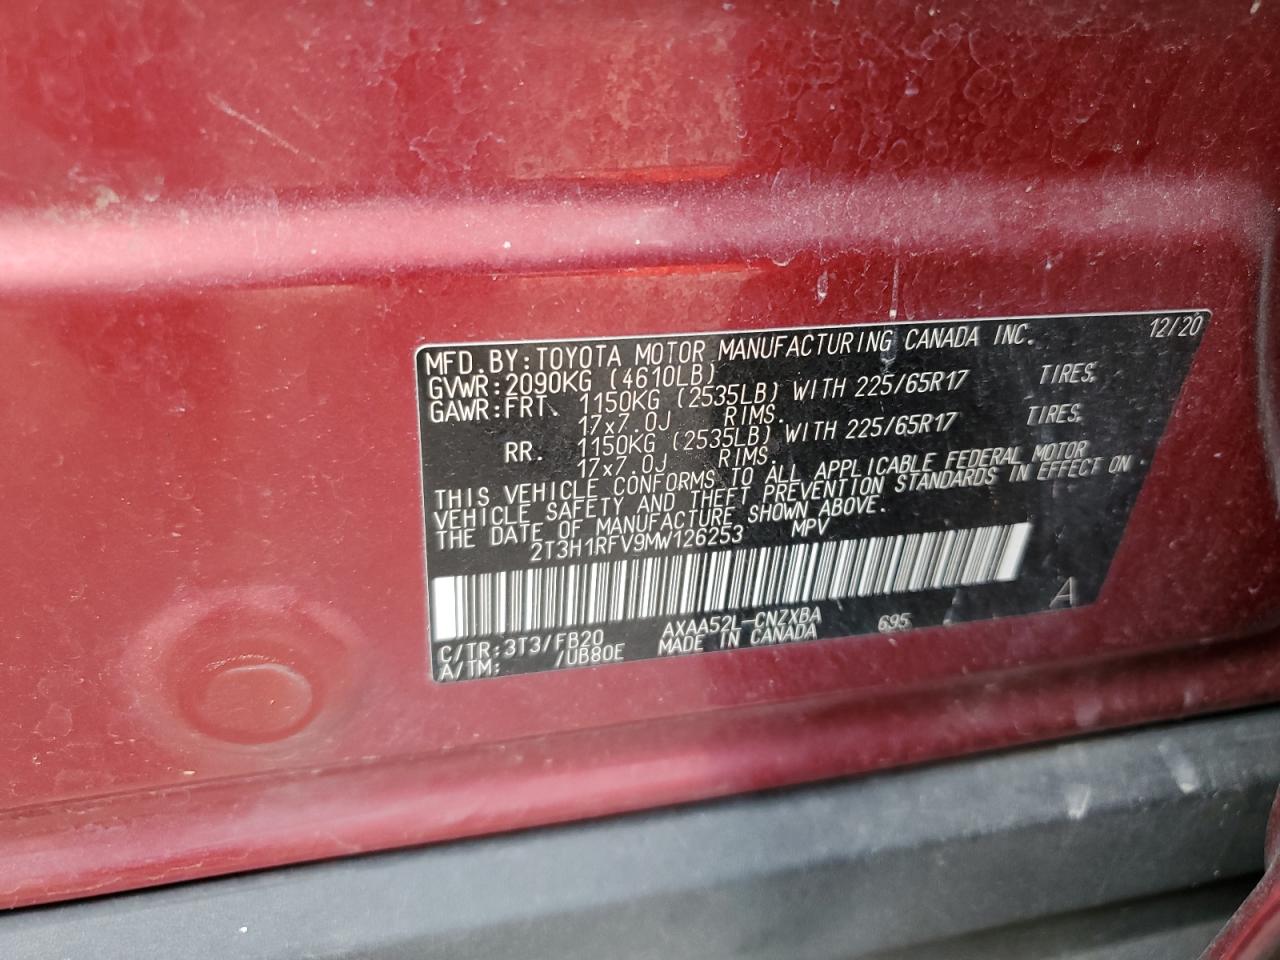 MFD.BY:TOYOTA MOTOR MANUFACTURING CANADA INC. 12/20
GVWR:2090KG (4610LB)
GAWR:FRT. 1150KG (2535LB) WITH 225/65R17 TIRES.
17x7.0J RIMS.
RR. 1150KG (2535LB) WITH 225/65R17 TIRES.
17x7.0J RIMS.
THIS VEHICLE CONFORMS TO ALL APPLICABLE FEDERAL MOTOR
VEHICLE SAFETY AND THEFT PREVENTION STANDARDS IN EFFECT ON
THE DATE OF MANUFACTURE SHOWN ABOVE.
2T3H1RFV9MW126253 MPV
A
C/TR:3T3/FB20 AXAA52L-CNZXBA 695
A/TM: /UB80E MADE IN CANADA